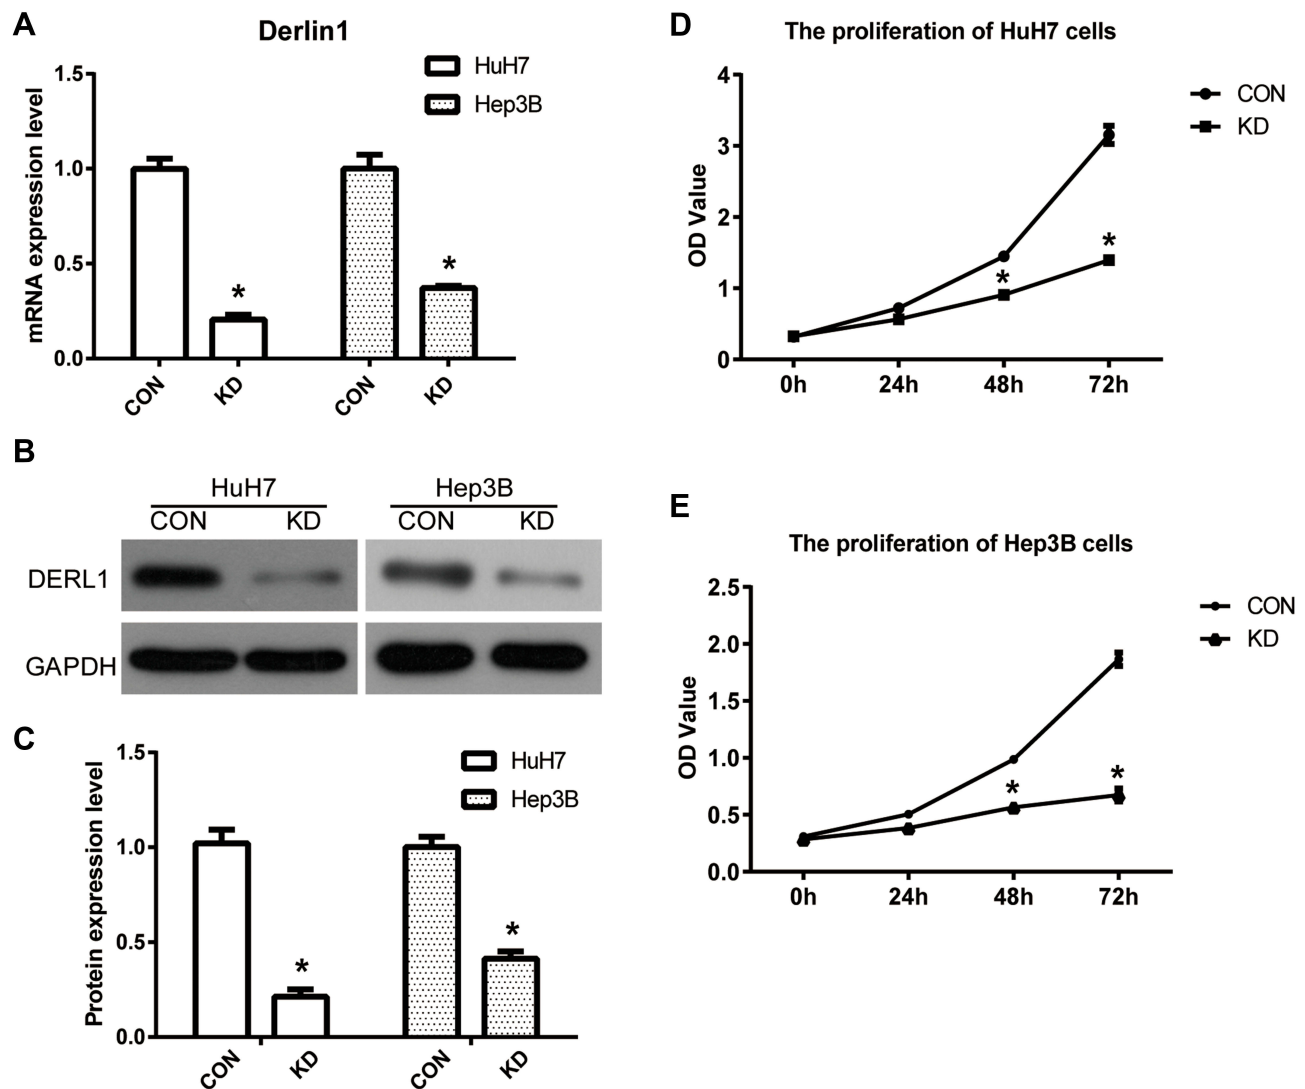 A
Derlin1
HuH7
Hep3B
mRNA expression level
1.5
1.0
0.5
0.0
CON
KD
CON
KD
*
*
B
HuH7
Hep3B
CON
KD
CON
KD
DERL1
GAPDH
C
HuH7
Hep3B
Protein expression level
1.5
1.0
0.5
0.0
*
*
CON
KD
CON
KD
D
The proliferation of HuH7 cells
CON
KD
OD Value
4
3
2
1
0
*
*
0h
24h
48h
72h
E
The proliferation of Hep3B cells
CON
KD
OD Value
2.5
2.0
1.5
1.0
0.5
0.0
*
*
0h
24h
48h
72h